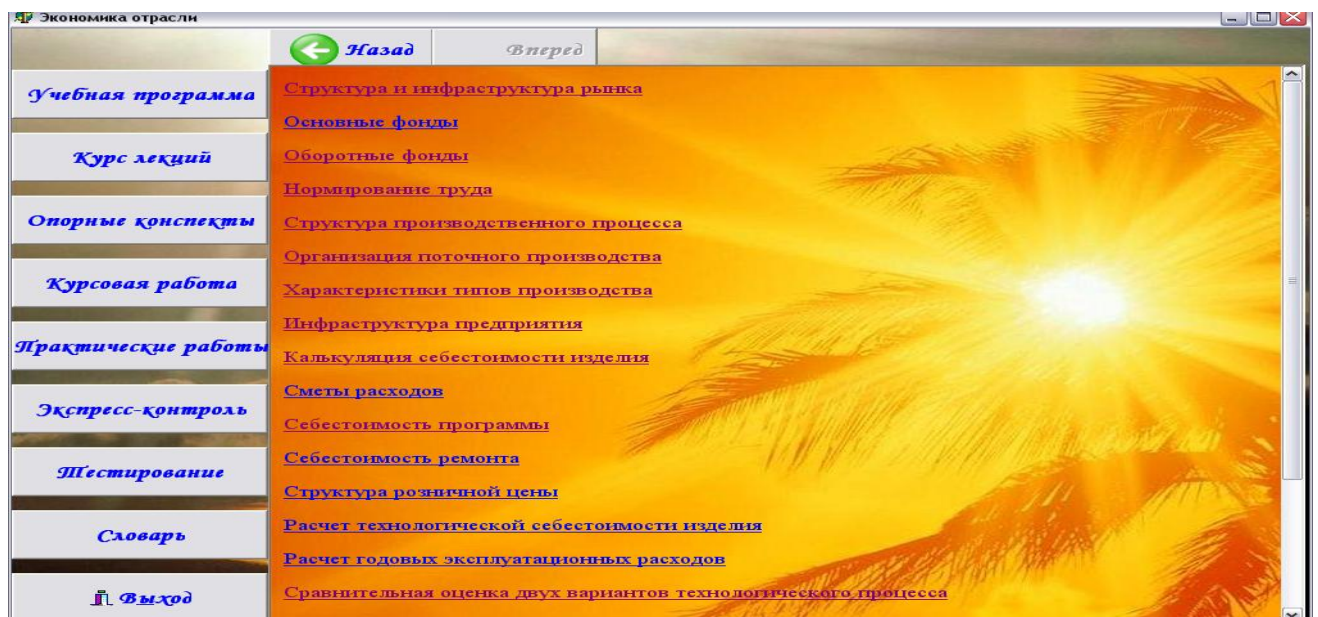 Экономика отрасли
Назад
Вперед
Учебная программа
Курс лекций
Опорные конспекты
Курсовая работа
Практические работы
Экспресс-контроль
Тестирование
Словарь
Выход
Структура и инфраструктура рынка
Основные фонды
Оборотные фонды
Нормирование труда
Структура производственного процесса
Организация поточного производства
Характеристики типов производства
Инфраструктура предприятия
Калькуляция себестоимости изделия
Сметы расходов
Себестоимость программы
Себестоимость ремонта
Структура розничной цены
Расчет технологической себестоимости изделия
Расчет годовых эксплуатационных расходов
Сравнительная оценка двух вариантов технологического процесса